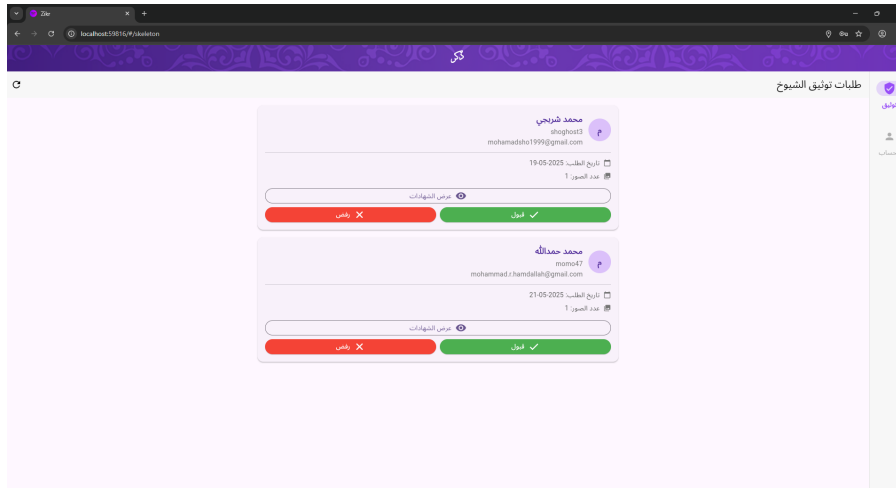 Zikr
localhost:59816/#/skeleton
ذكر
طلبات توثيق الشيوخ
توثيق
حساب
محمد شريجي
م
shoghost3
mohamadsho1999@gmail.com
تاريخ الطلب: 2025-05-19
عدد الصور: 1
عرض الشهادات
قبول
رفض
محمد حمدالله
م
momo47
mohammad.r.hamdallah@gmail.com
تاريخ الطلب: 2025-05-21
عدد الصور: 1
عرض الشهادات
قبول
رفض